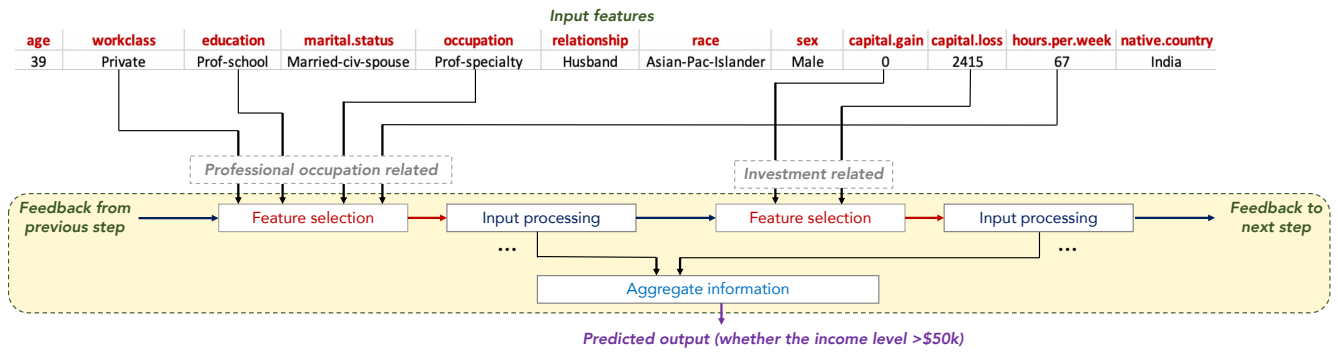 Input features
age workclass education marital.status occupation relationship race sex capital.gain capital.loss hours.per.week native.country
39 Private Prof-school Married-civ-spouse Prof-specialty Husband Asian-Pac-Islander Male 0 2415 67 India
Professional occupation related Investment related
Feedback from
previous step
Feature selection Input processing Feature selection Input processing
Feedback to
next step
... ...
Aggregate information
Predicted output (whether the income level >$50k)